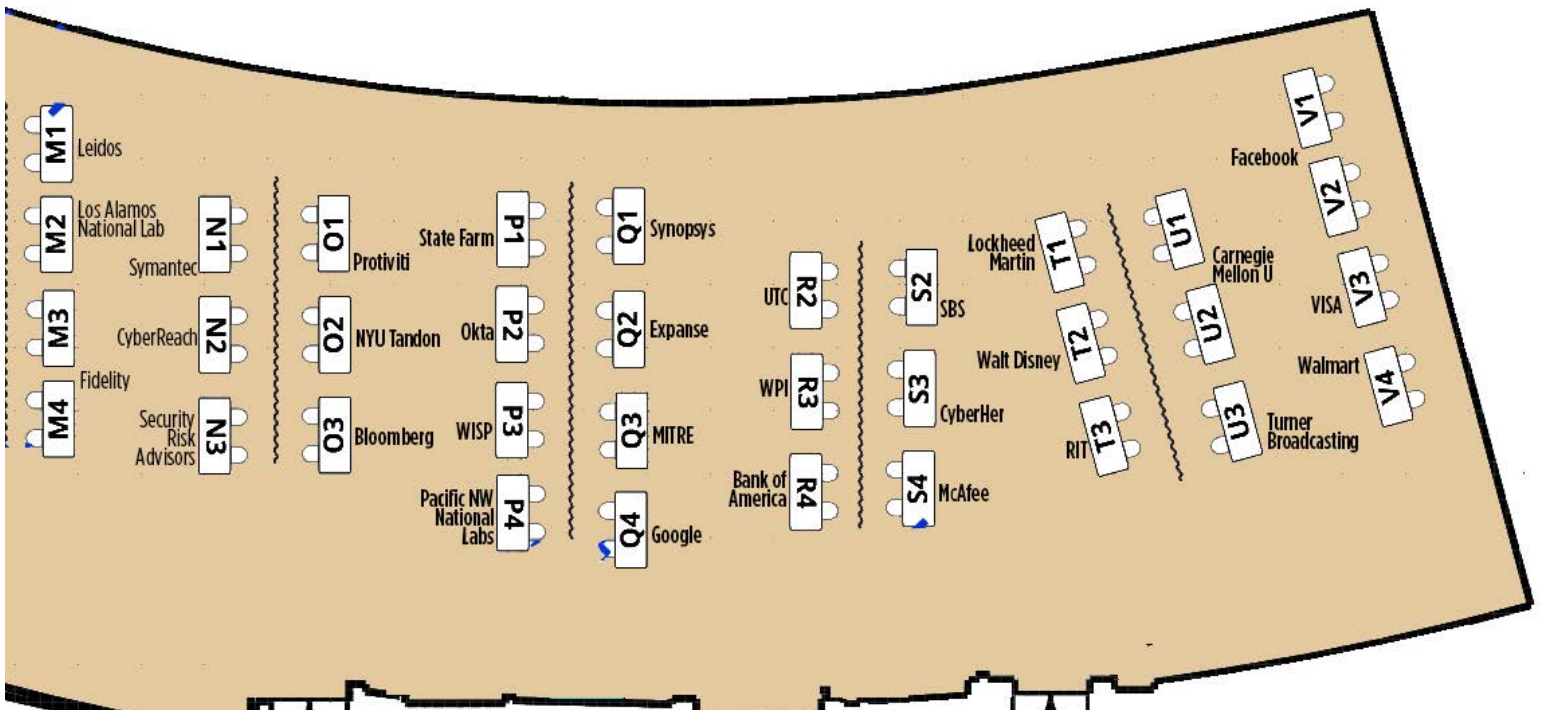 M1
Leidos
M2
Los Alamos
National Lab
M3
Fidelity
M4
N1
Symantec
N2
CyberReach
N3
Security
Risk
Advisors
O1
Protiviti
O2
NYU Tandon
O3
Bloomberg
P1
State Farm
P2
Okta
P3
WISP
P4
Pacific NW
National
Labs
Q1
Synopsys
Q2
Expanse
Q3
MITRE
Q4
Google
R2
UTC
R3
WPI
R4
Bank of
America
S2
SBS
S3
CyberHer
S4
McAfee
T1
Lockheed
Martin
T2
Walt Disney
T3
RIT
U1
Carnegie
Mellon U
U2
U3
Turner
Broadcasting
V1
Facebook
V2
V3
VISA
V4
Walmart